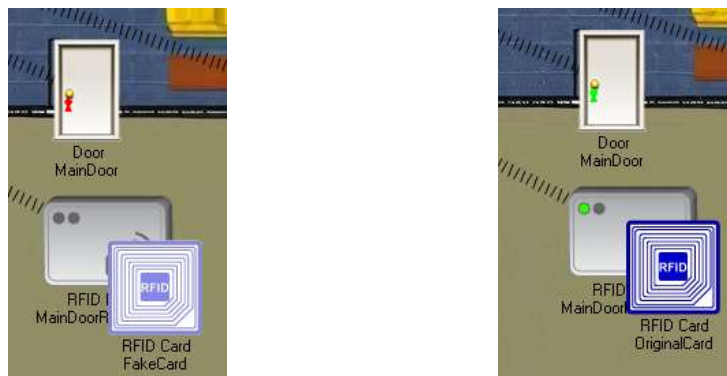 Door
MainDoor
RFID
RFID
MainDoorR
RFID Card
FakeCard
Door
MainDoor
RFID
RFID
MainDoor
RFID Card
OriginalCard